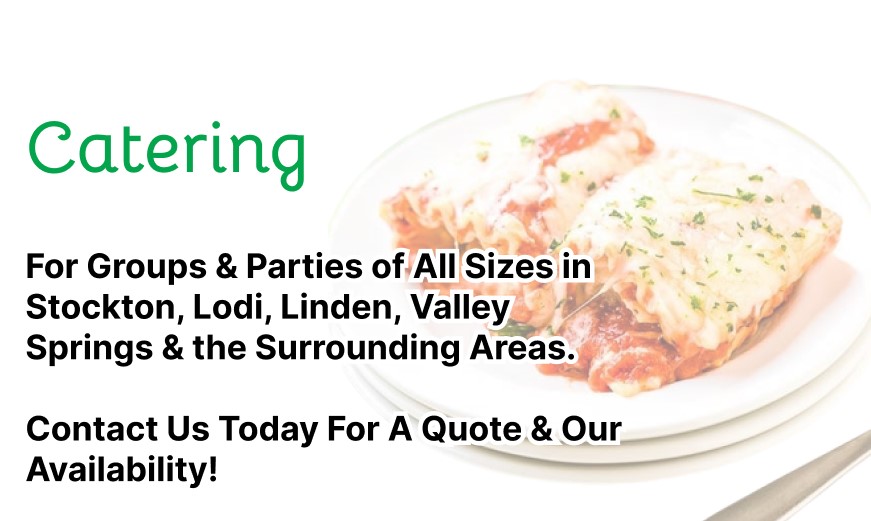 Catering
For Groups & Parties of All Sizes in
Stockton, Lodi, Linden, Valley
Springs & the Surrounding Areas.
Contact Us Today For A Quote & Our
Availability!